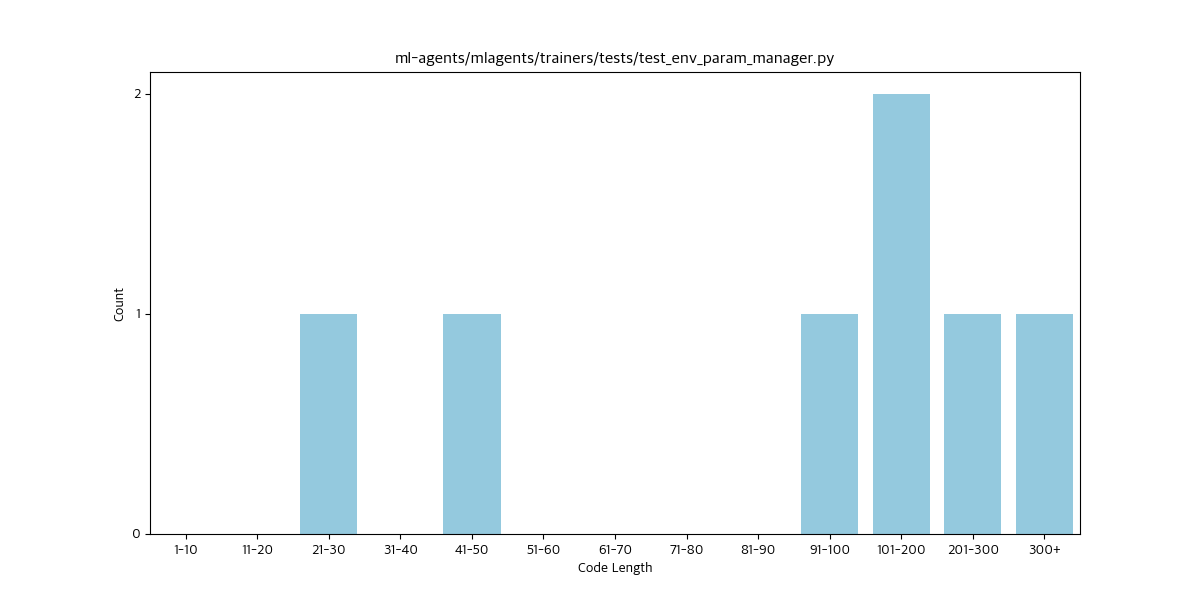 ml-agents/mlagents/trainers/tests/test_env_param_manager.py
2
1
0
Count
1-10 11-20 21-30 31-40 41-50 51-60 61-70 71-80 81-90 91-100 101-200 201-300 300+
Code Length